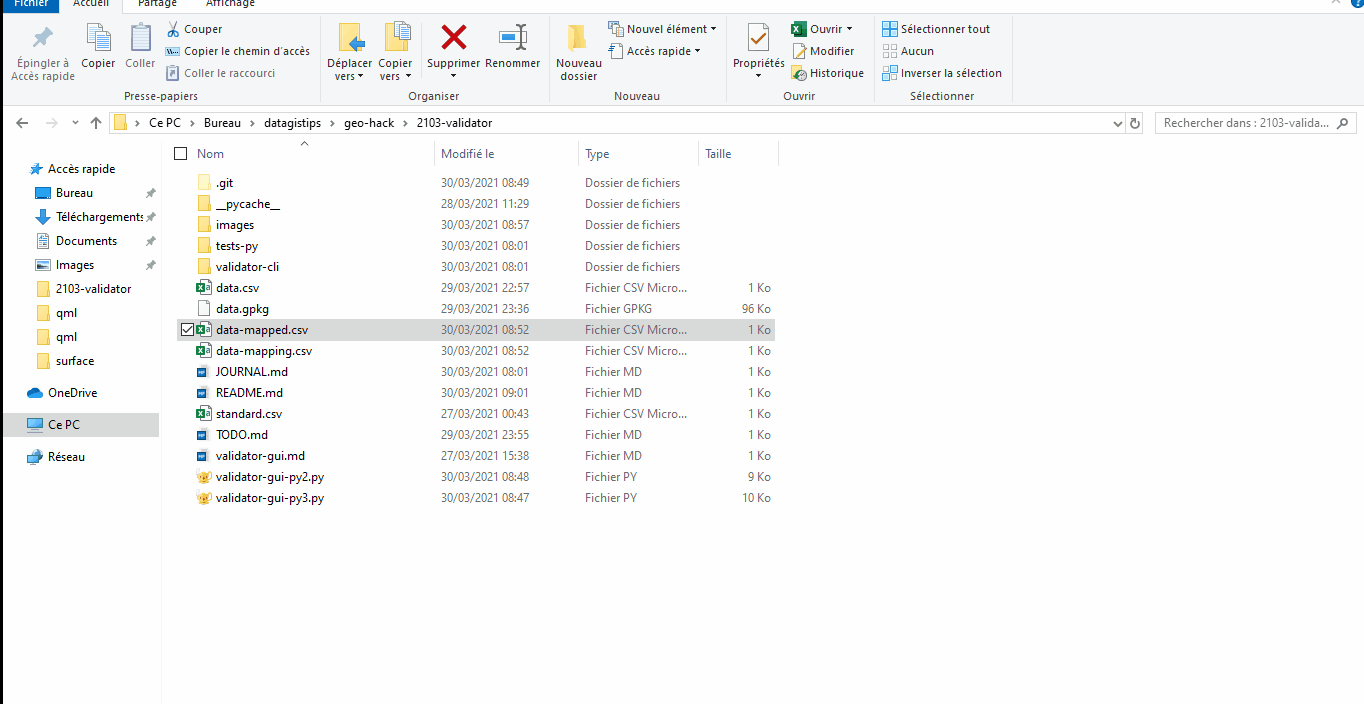 Fichier Accueil Partage Affichage
Épingler à Accès rapide
Copier
Coller
Couper
Copier le chemin d'accès
Coller le raccourci
Presse-papiers
Déplacer vers
Copier vers
Supprimer
Renommer
Organiser
Nouveau dossier
Nouvel élément
Accès rapide
Nouveau
Propriétés
Ouvrir
Modifier
Historique
Ouvrir
Sélectionner tout
Aucun
Inverser la sélection
Sélectionner
Ce PC > Bureau > datagistips > geo-hack > 2103-validator
Rechercher dans : 2103-valida...
Accès rapide
Bureau
Téléchargements
Documents
Images
2103-validator
qml
qml
surface
OneDrive
Ce PC
Réseau
Nom Modifié le Type Taille
.git 30/03/2021 08:49 Dossier de fichiers
__pycache__ 28/03/2021 11:29 Dossier de fichiers
images 30/03/2021 08:57 Dossier de fichiers
tests-py 30/03/2021 08:01 Dossier de fichiers
validator-cli 30/03/2021 08:01 Dossier de fichiers
data.csv 29/03/2021 22:57 Fichier CSV Micro... 1 Ko
data.gpkg 29/03/2021 23:36 Fichier GPKG 96 Ko
data-mapped.csv 30/03/2021 08:52 Fichier CSV Micro... 1 Ko
data-mapping.csv 30/03/2021 08:52 Fichier CSV Micro... 1 Ko
JOURNAL.md 30/03/2021 08:01 Fichier MD 1 Ko
README.md 30/03/2021 09:01 Fichier MD 1 Ko
standard.csv 27/03/2021 00:43 Fichier CSV Micro... 1 Ko
TODO.md 29/03/2021 23:55 Fichier MD 1 Ko
validator-gui.md 27/03/2021 15:38 Fichier MD 1 Ko
validator-gui-py2.py 30/03/2021 08:48 Fichier PY 9 Ko
validator-gui-py3.py 30/03/2021 08:47 Fichier PY 10 Ko